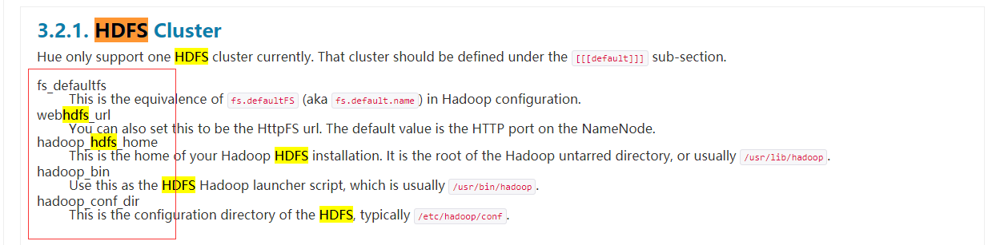 3.2.1. HDFS Cluster
Hue only support one HDFS cluster currently. That cluster should be defined under the [[[default]]] sub-section.
fs_defaultfs
This is the equivalence of fs.defaultFS (aka fs.default.name) in Hadoop configuration.
webhdfs_url
You can also set this to be the HttpFS url. The default value is the HTTP port on the NameNode.
hadoop_hdfs_home
This is the home of your Hadoop HDFS installation. It is the root of the Hadoop untarred directory, or usually /usr/lib/hadoop.
hadoop_bin
Use this as the HDFS Hadoop launcher script, which is usually /usr/bin/hadoop.
hadoop_conf_dir
This is the configuration directory of the HDFS, typically /etc/hadoop/conf.